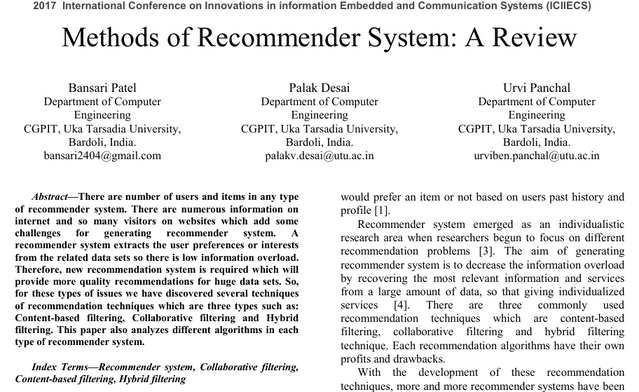 2017 International Conference on Innovations in information Embedded and Communication Systems (ICIIECS)
Methods of Recommender System: A Review
Bansari Patel
Department of Computer
Engineering
CGPIT, Uka Tarsadia University,
Bardoli, India.
bansari2404@gmail.com
Palak Desai
Department of Computer
Engineering
CGPIT, Uka Tarsadia University,
Bardoli, India.
palakv.desai@utu.ac.in
Urvi Panchal
Department of Computer
Engineering
CGPIT, Uka Tarsadia University,
Bardoli, India.
urviben.panchal@utu.ac.in
Abstract—There are number of users and items in any type
of recommender system. There are numerous information on
internet and so many visitors on websites which add some
challenges for generating recommender system. A
recommender system extracts the user preferences or interests
from the related data sets so there is low information overload.
Therefore, new recommendation system is required which will
provide more quality recommendations for huge data sets. So,
for these types of issues we have discovered several techniques
of recommendation techniques which are three types such as:
Content-based filtering, Collaborative filtering and Hybrid
filtering. This paper also analyzes different algorithms in each
type of recommender system.
Index Terms—Recommender system, Collaborative filtering,
Content-based filtering, Hybrid filtering
would prefer an item or not based on users past history and
profile [1].
Recommender system emerged as an individualistic
research area when researchers begun to focus on different
recommendation problems [3]. The aim of generating
recommender system is to decrease the information overload
by recovering the most relevant information and services
from a large amount of data, so that giving individualized
services [4]. There are three commonly used
recommendation techniques which are content-based
filtering, collaborative filtering and hybrid filtering
technique. Each recommendation algorithms have their own
profits and drawbacks.
With the development of these recommendation
techniques, more and more recommender systems have been